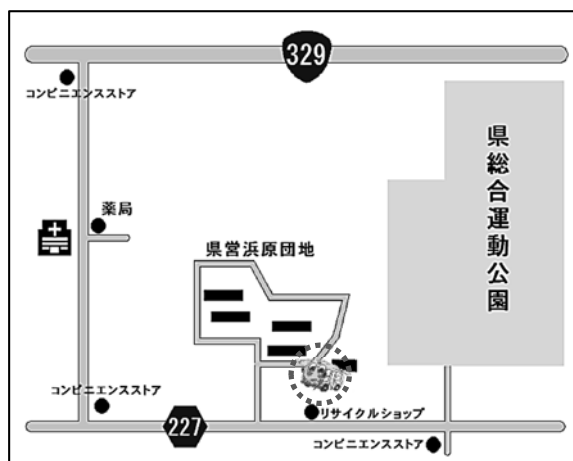 329
コンビニエンスストア
県総合運動公園
薬局
県営浜原団地
コンビニエンスストア
リサイクルショップ
227
コンビニエンスストア